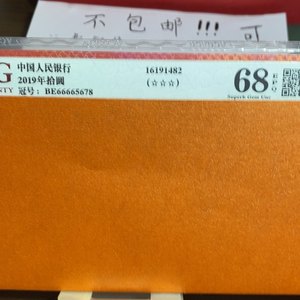 不包邮!!! 可
G 中国人民银行 16191482
2019年拾圆 (☆☆☆)
STY 冠号: BE66665678
68 EPQ
Superb Gem Unc